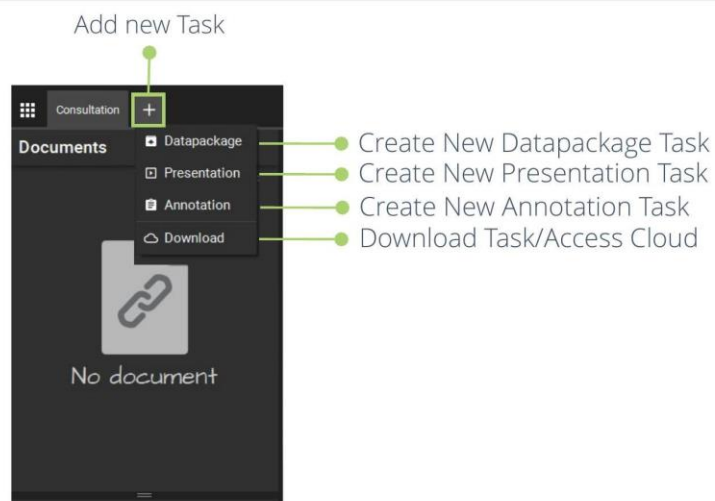 Add new Task
Consultation
Documents
Datapackage
Presentation
Annotation
Download
Create New Datapackage Task
Create New Presentation Task
Create New Annotation Task
Download Task/Access Cloud
No document